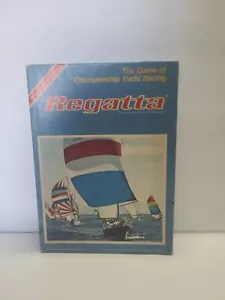 The Game of
Championship Yacht Racing
Regatta